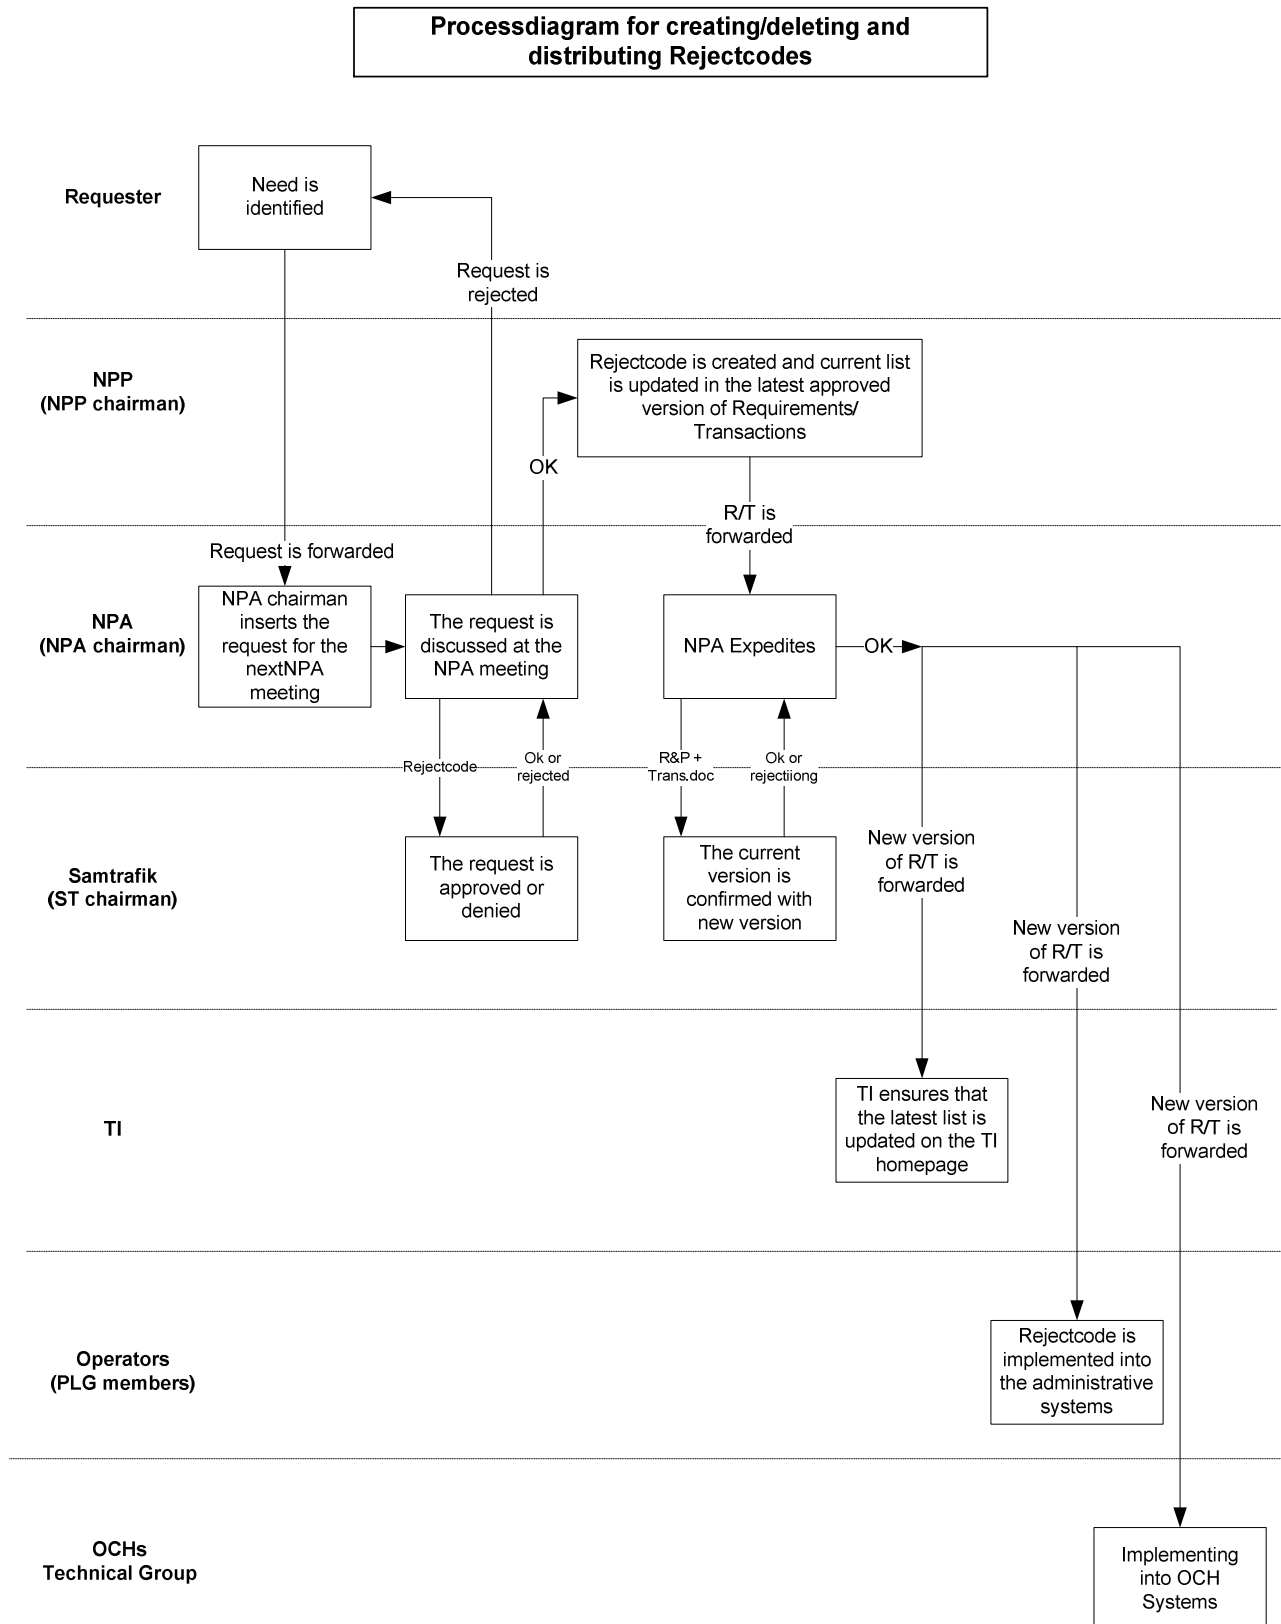 Processdiagram for creating/deleting and
distributing Rejectcodes
Requester
Need is
identified
Request is
rejected
NPP
(NPP chairman)
Rejectcode is created and current list
is updated in the latest approved
version of Requirements/
Transactions
OK
R/T is
forwarded
Request is forwarded
NPA
(NPA chairman)
NPA chairman
inserts the
request for the
nextNPA
meeting
The request is
discussed at the
NPA meeting
NPA Expedites
OK
Rejectcode
Ok or
rejected
R&P +
Trans.doc
Ok or
rejectiiong
Samtrafik
(ST chairman)
The request is
approved or
denied
The current
version is
confirmed with
new version
New version
of R/T is
forwarded
New version
of R/T is
forwarded
TI
TI ensures that
the latest list is
updated on the TI
homepage
New version
of R/T is
forwarded
Operators
(PLG members)
Rejectcode is
implemented into
the administrative
systems
OCHs
Technical Group
Implementing
into OCH
Systems